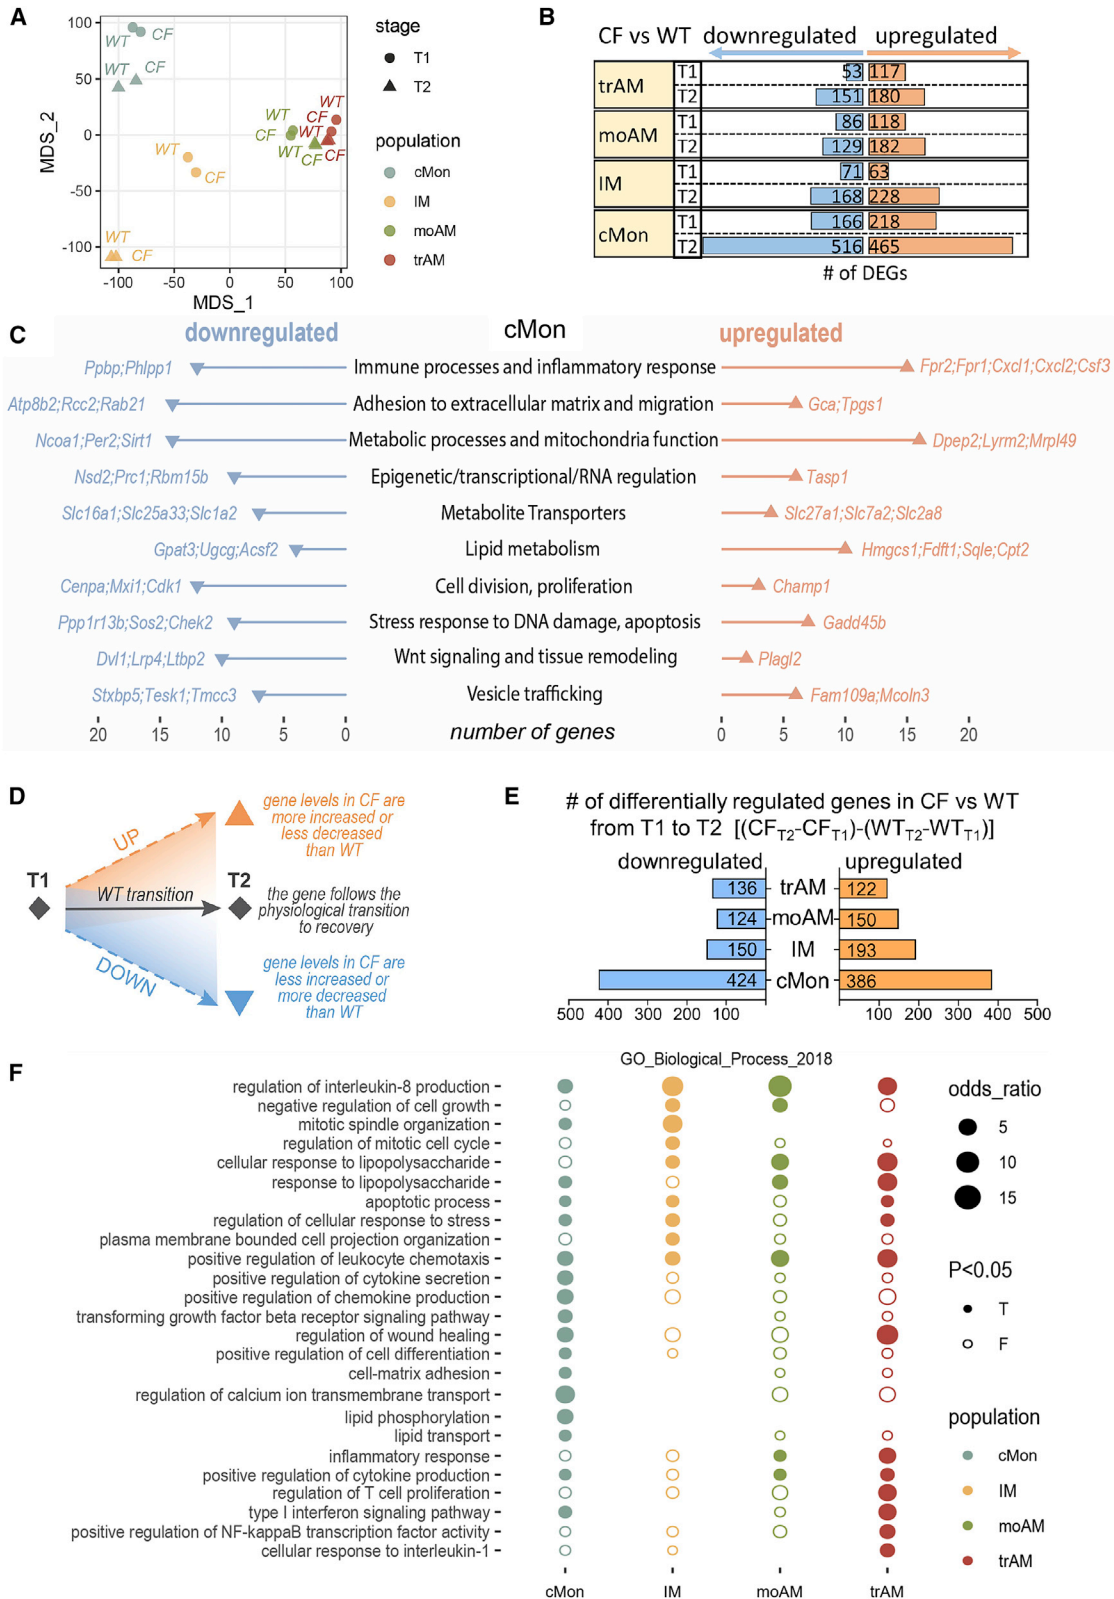 A
100
50
0
-50
-100
MDS_2
-100
-50
0
50
100
MDS_1
WT
CF
WT
CF
WT
CF
WT
CF
WT
CF
WT
CF
WT
CF
WT
CF
stage
T1
T2
population
cMon
IM
moAM
trAM
B
CF vs WT
downregulated
upregulated
trAM
T1 53 117
T2 151 180
moAM
T1 86 118
T2 129 182
IM
T1 71 63
T2 168 228
cMon
T1 166 218
T2 516 465
# of DEGs
C
downregulated
cMon
upregulated
Ppbp;Phlpp1
Immune processes and inflammatory response
Fpr2;Fpr1;Cxcl1;Cxcl2;Csf3
Atp8b2;Rcc2;Rab21
Adhesion to extracellular matrix and migration
Gca;Tpgs1
Ncoa1;Per2;Sirt1
Metabolic processes and mitochondria function
Dpep2;Lyrm2;Mrpl49
Nsd2;Prc1;Rbm15b
Epigenetic/transcriptional/RNA regulation
Tasp1
Slc16a1;Slc25a33;Slc1a2
Metabolite Transporters
Slc27a1;Slc7a2;Slc2a8
Gpat3;Ugcg;Acsf2
Lipid metabolism
Hmgcs1;Fdft1;Sqle;Cpt2
Cenpa;Mxi1;Cdk1
Cell division, proliferation
Champ1
Ppp1r13b;Sos2;Chek2
Stress response to DNA damage, apoptosis
Gadd45b
Dvl1;Lrp4;Ltbp2
Wnt signaling and tissue remodeling
Plagl2
Stxbp5;Tesk1;Tmcc3
Vesicle trafficking
Fam109a;Mcoln3
20 15 10 5 0
number of genes
0 5 10 15 20
D
T1
UP
WT transition
DOWN
T2
gene levels in CF are
more increased or
less decreased
than WT
the gene follows the
physiological transition
to recovery
gene levels in CF are
less increased or
more decreased
than WT
E
# of differentially regulated genes in CF vs WT
from T1 to T2 [(CFT2-CFT1)-(WTT2-WTT1)]
downregulated
upregulated
136 trAM 122
124 moAM 150
150 IM 193
424 cMon 386
500 400 300 200 100
100 200 300 400 500
F
GO_Biological_Process_2018
regulation of interleukin-8 production
negative regulation of cell growth
mitotic spindle organization
regulation of mitotic cell cycle
cellular response to lipopolysaccharide
response to lipopolysaccharide
apoptotic process
regulation of cellular response to stress
plasma membrane bounded cell projection organization
positive regulation of leukocyte chemotaxis
positive regulation of cytokine secretion
positive regulation of chemokine production
transforming growth factor beta receptor signaling pathway
regulation of wound healing
positive regulation of cell differentiation
cell-matrix adhesion
regulation of calcium ion transmembrane transport
lipid phosphorylation
lipid transport
inflammatory response
positive regulation of cytokine production
regulation of T cell proliferation
type I interferon signaling pathway
positive regulation of NF-kappaB transcription factor activity
cellular response to interleukin-1
cMon
IM
moAM
trAM
odds_ratio
5
10
15
P<0.05
T
F
population
cMon
IM
moAM
trAM